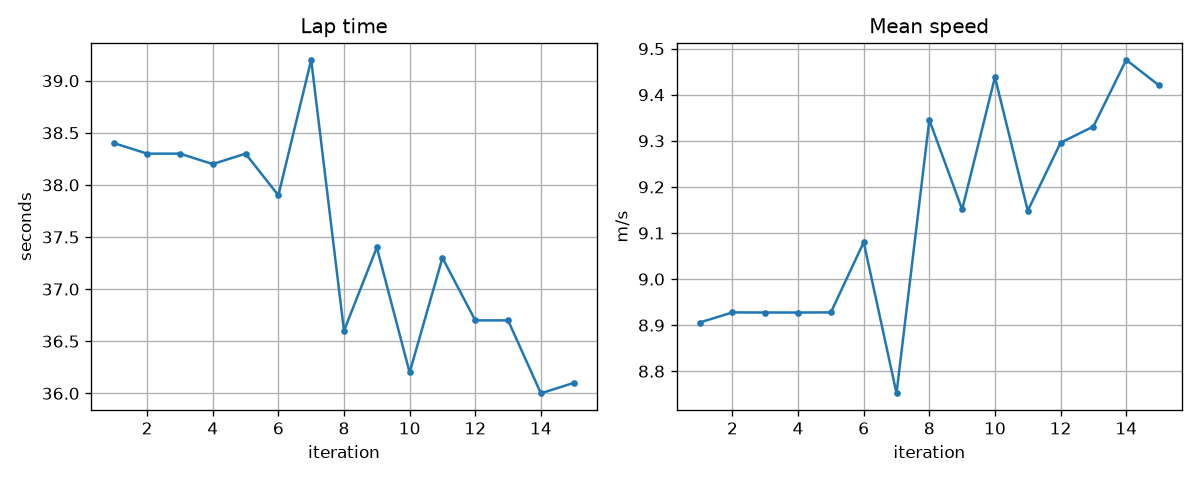 Lap time
39.0
38.5
38.0
37.5
37.0
36.5
36.0
seconds
2 4 6 8 10 12 14
iteration
Mean speed
9.5
9.4
9.3
9.2
9.1
9.0
8.9
8.8
m/s
2 4 6 8 10 12 14
iteration